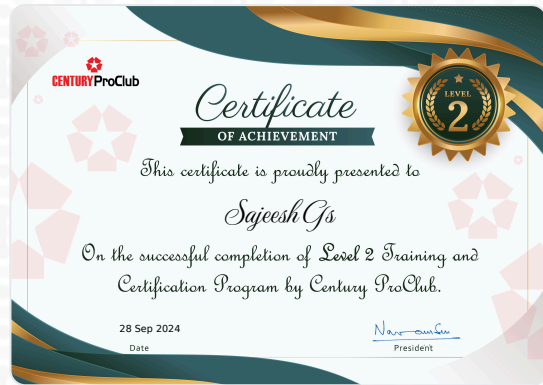 CENTURY ProClub
Certificate
OF ACHIEVEMENT
LEVEL
2
This certificate is proudly presented to
Sajeesh Gs
On the successful completion of Level 2 Training and
Certification Program by Century ProClub.
28 Sep 2024
Date
President